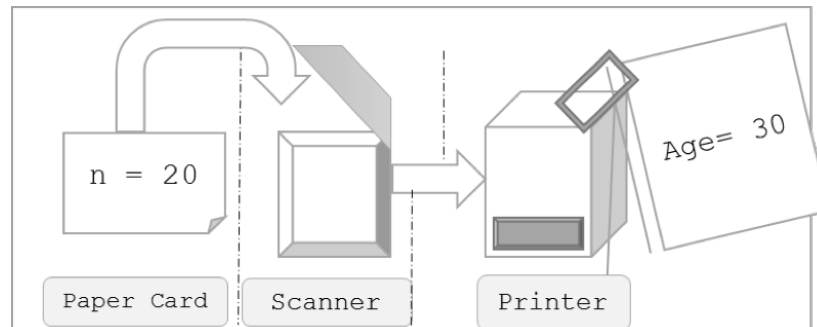 n = 20
Age= 30
Paper Card
Scanner
Printer